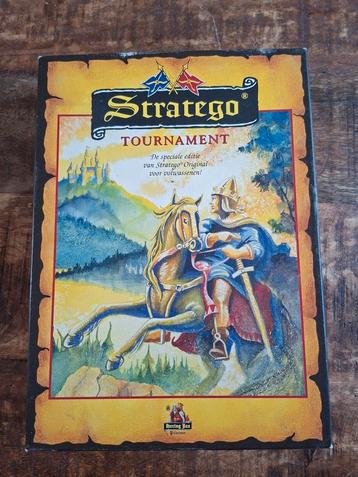 Stratego®
TOURNAMENT
De speciale editie
van Stratego® Original
voor volwassenen!